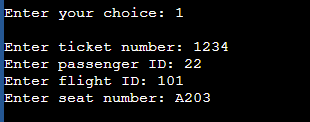 Enter your choice: 1
Enter ticket number: 1234
Enter passenger ID: 22
Enter flight ID: 101
Enter seat number: A203